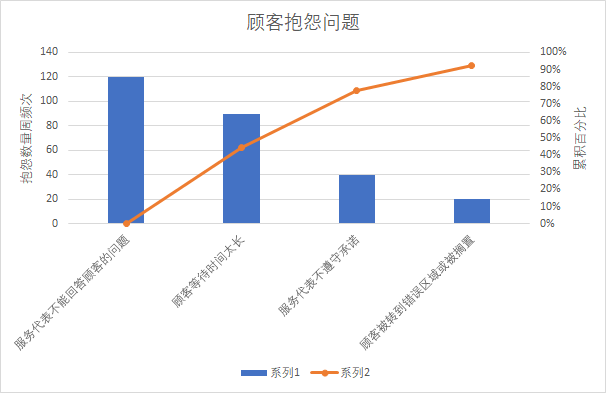 顾客抱怨问题
140
120
100
80
60
40
20
0
抱怨数量周频次
100%
90%
80%
70%
60%
50%
40%
30%
20%
10%
0%
累积百分比
服务代表不能回答顾客的问题
顾客等待时间太长
服务代表不遵守承诺
顾客被转到错误区域或被搁置
系列1
系列2